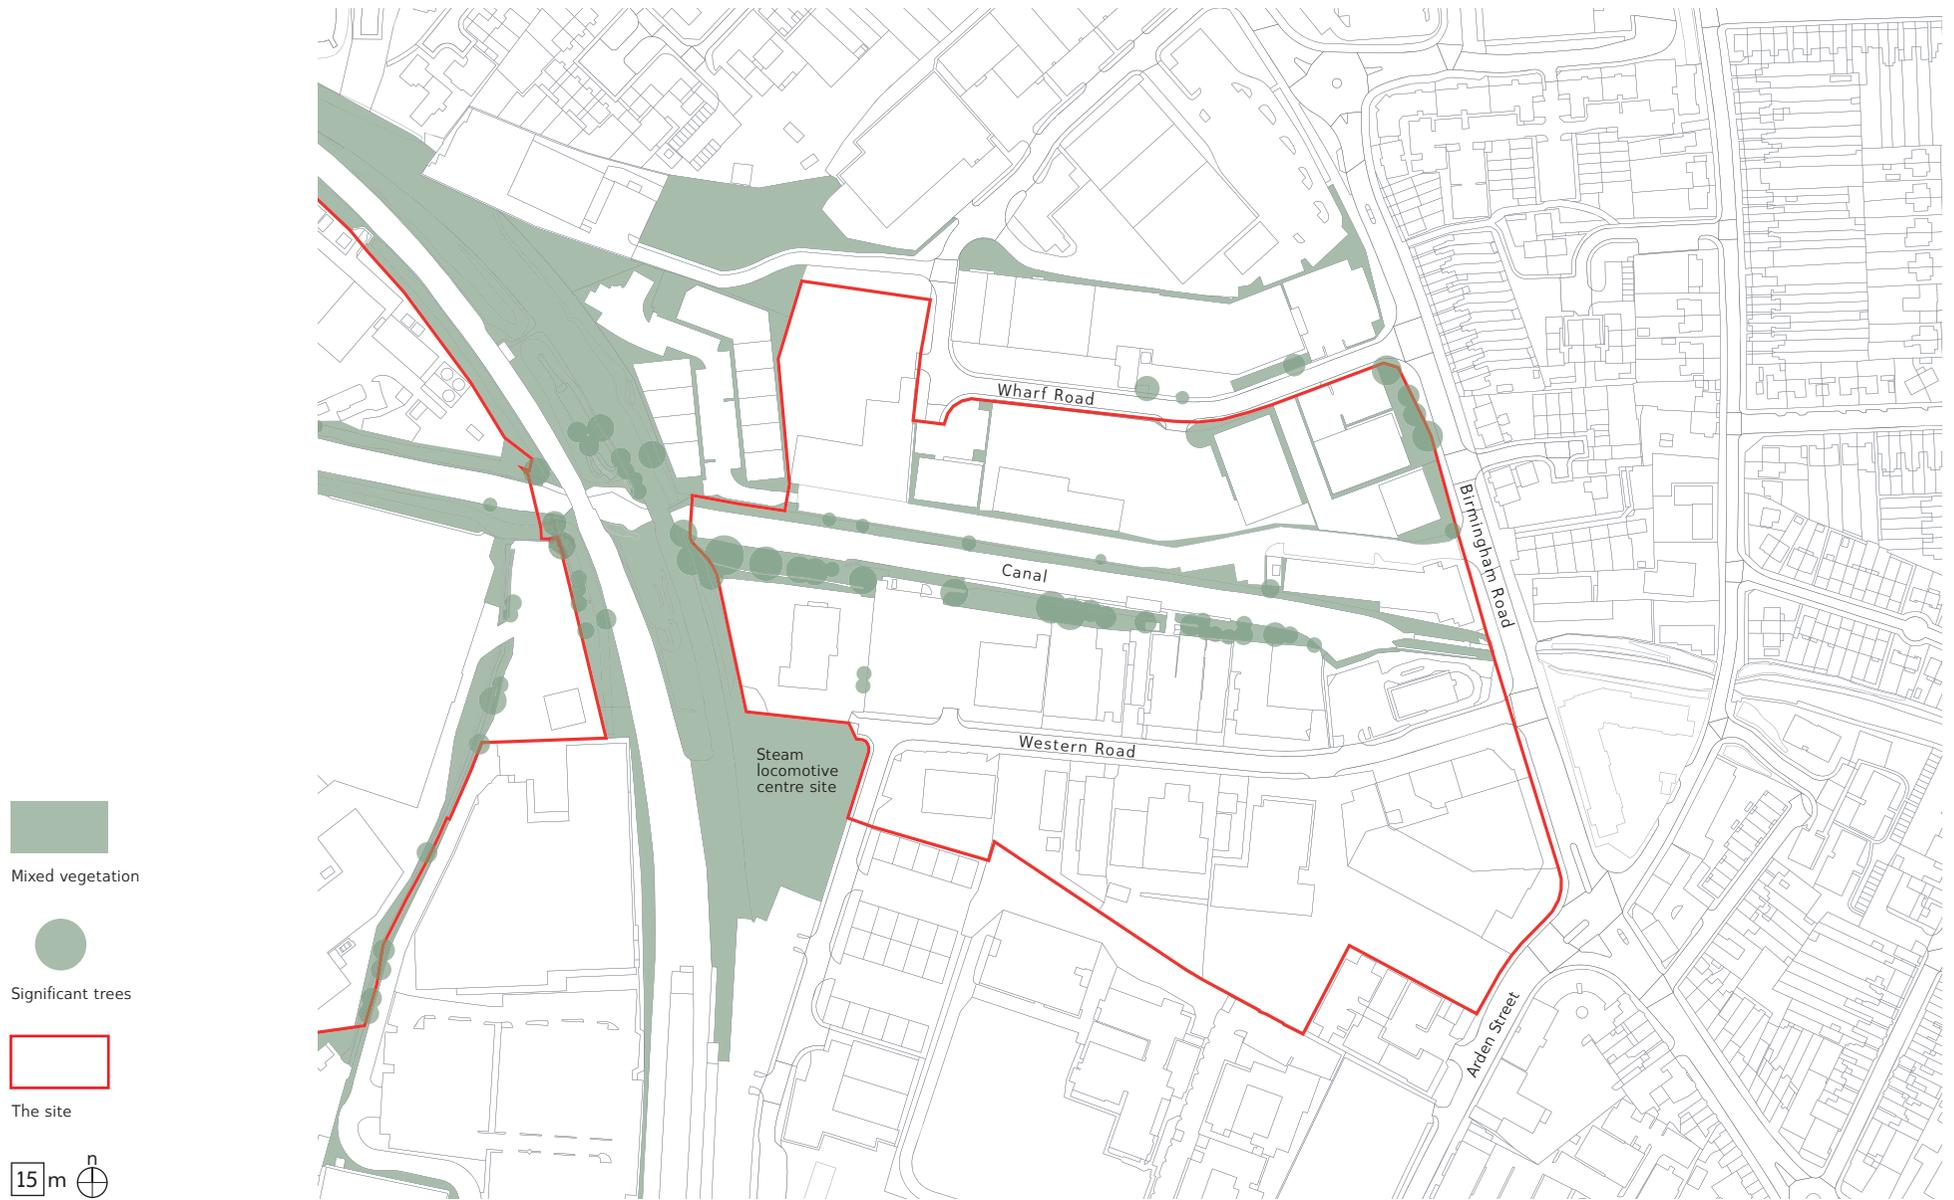 Wharf Road
Birmingham Road
Canal
Western Road
Steam
locomotive
centre site
Arden Street
Mixed vegetation
Significant trees
The site
15 m
n